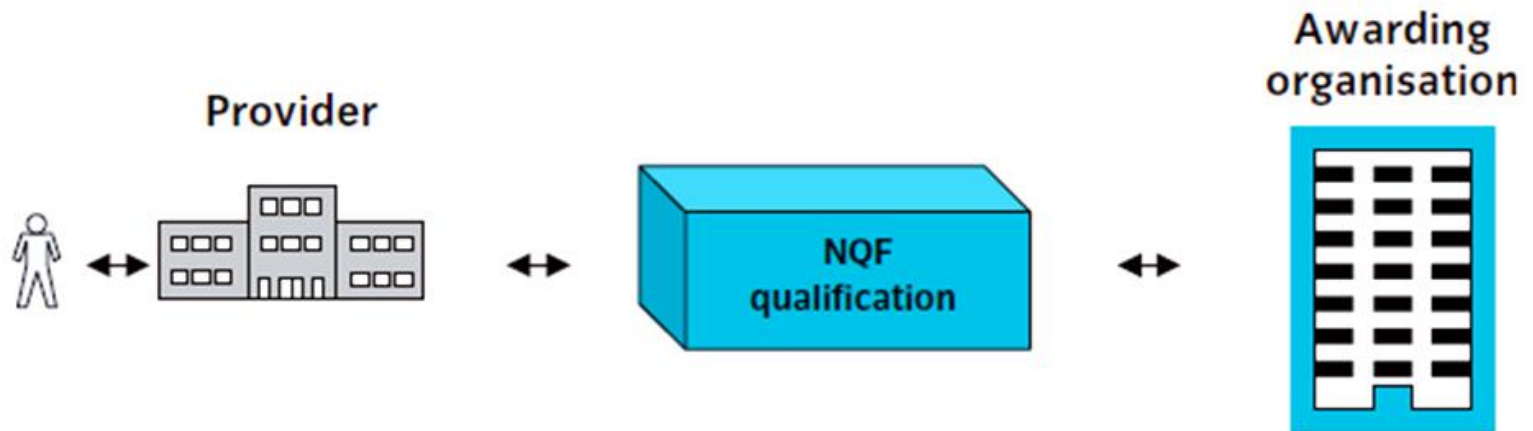 Provider
NQF
qualification
Awarding
organisation